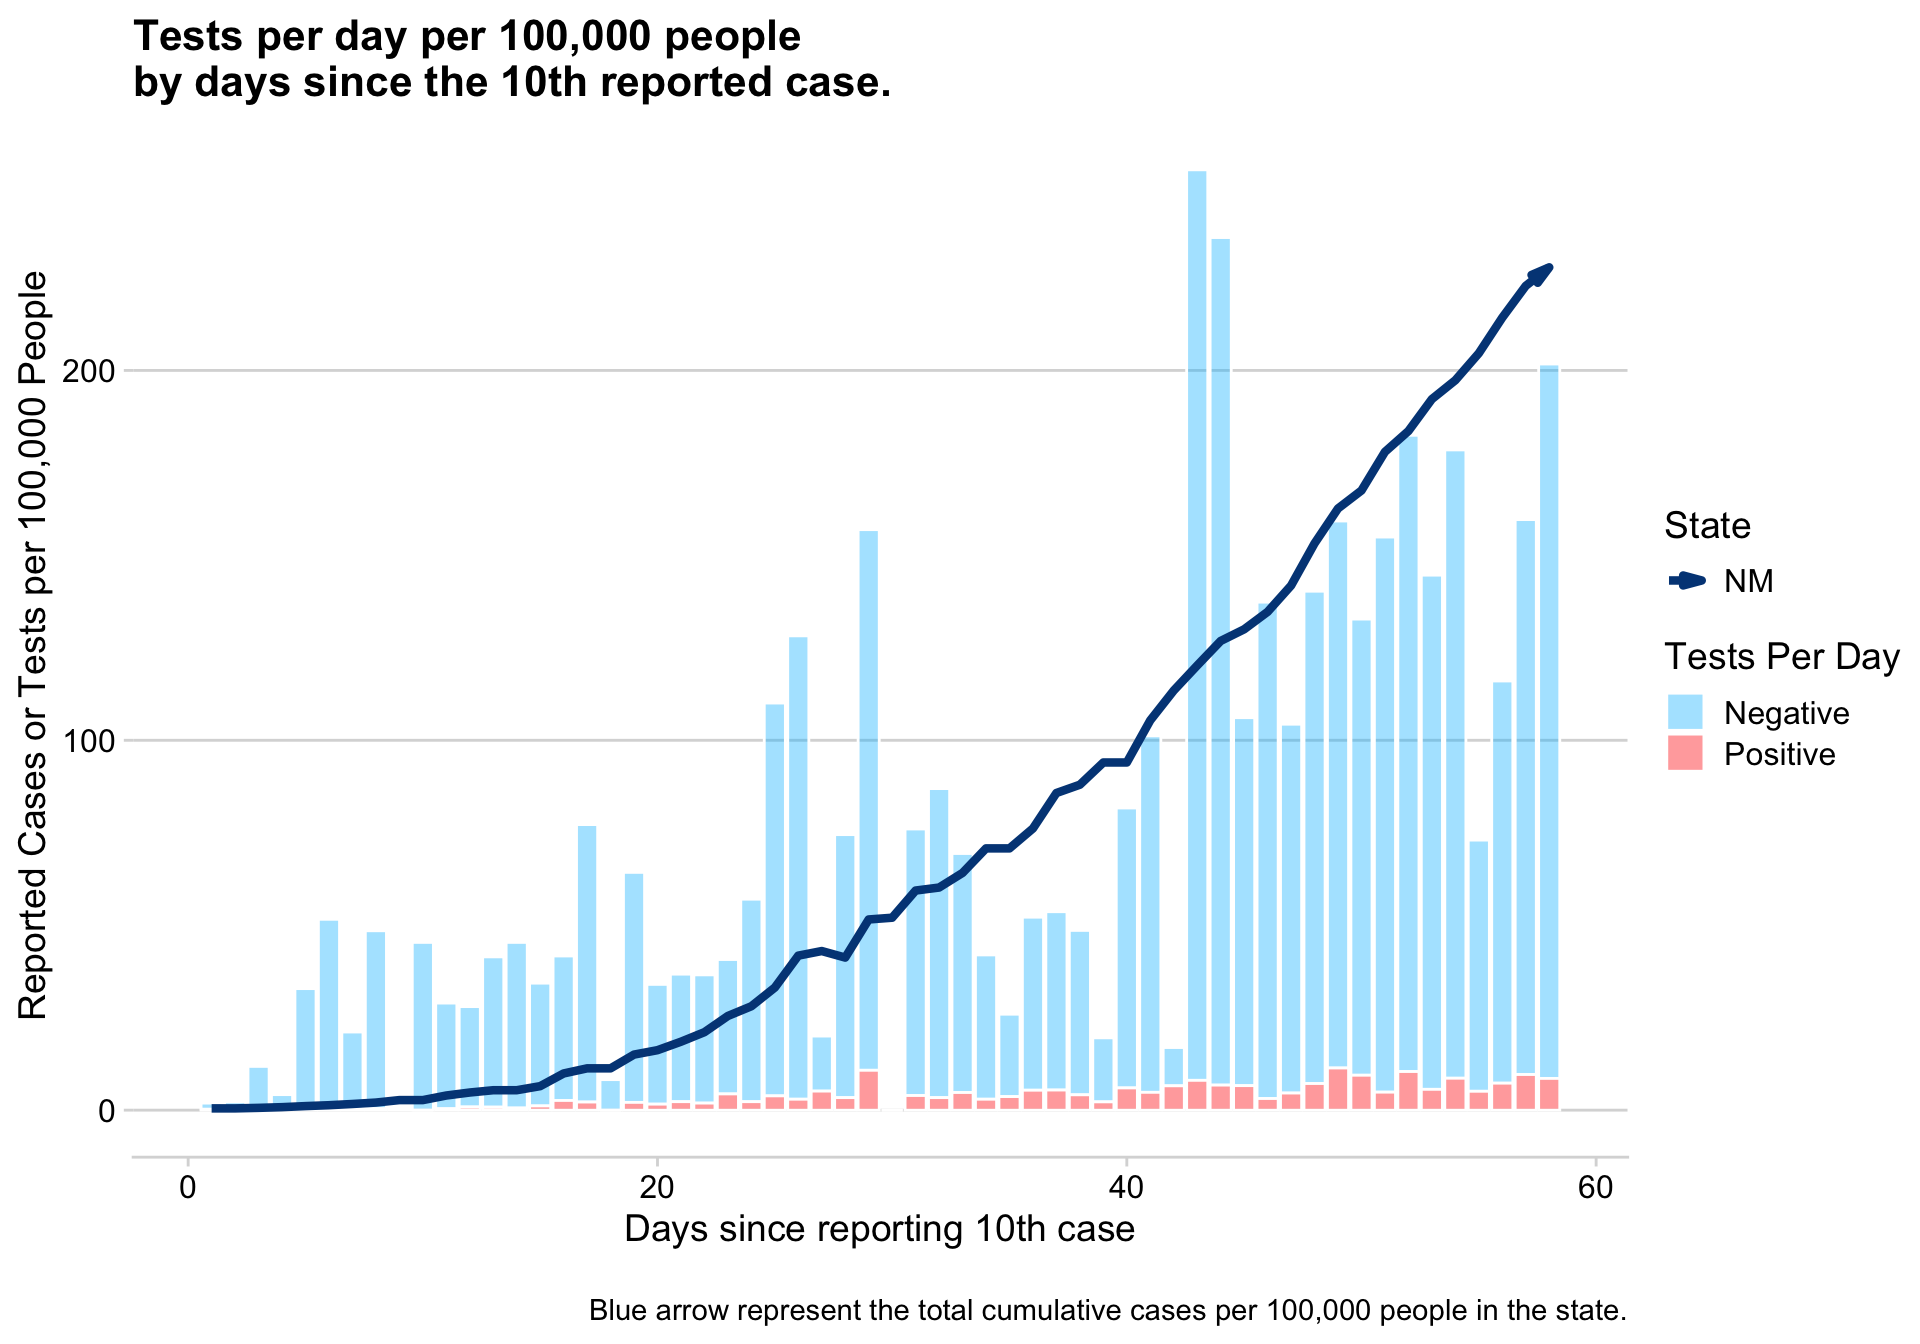 Tests per day per 100,000 people
by days since the 10th reported case.
Reported Cases or Tests per 100,000 People
200
100
0
0
20
40
60
Days since reporting 10th case
State
NM
Tests Per Day
Negative
Positive
Blue arrow represent the total cumulative cases per 100,000 people in the state.